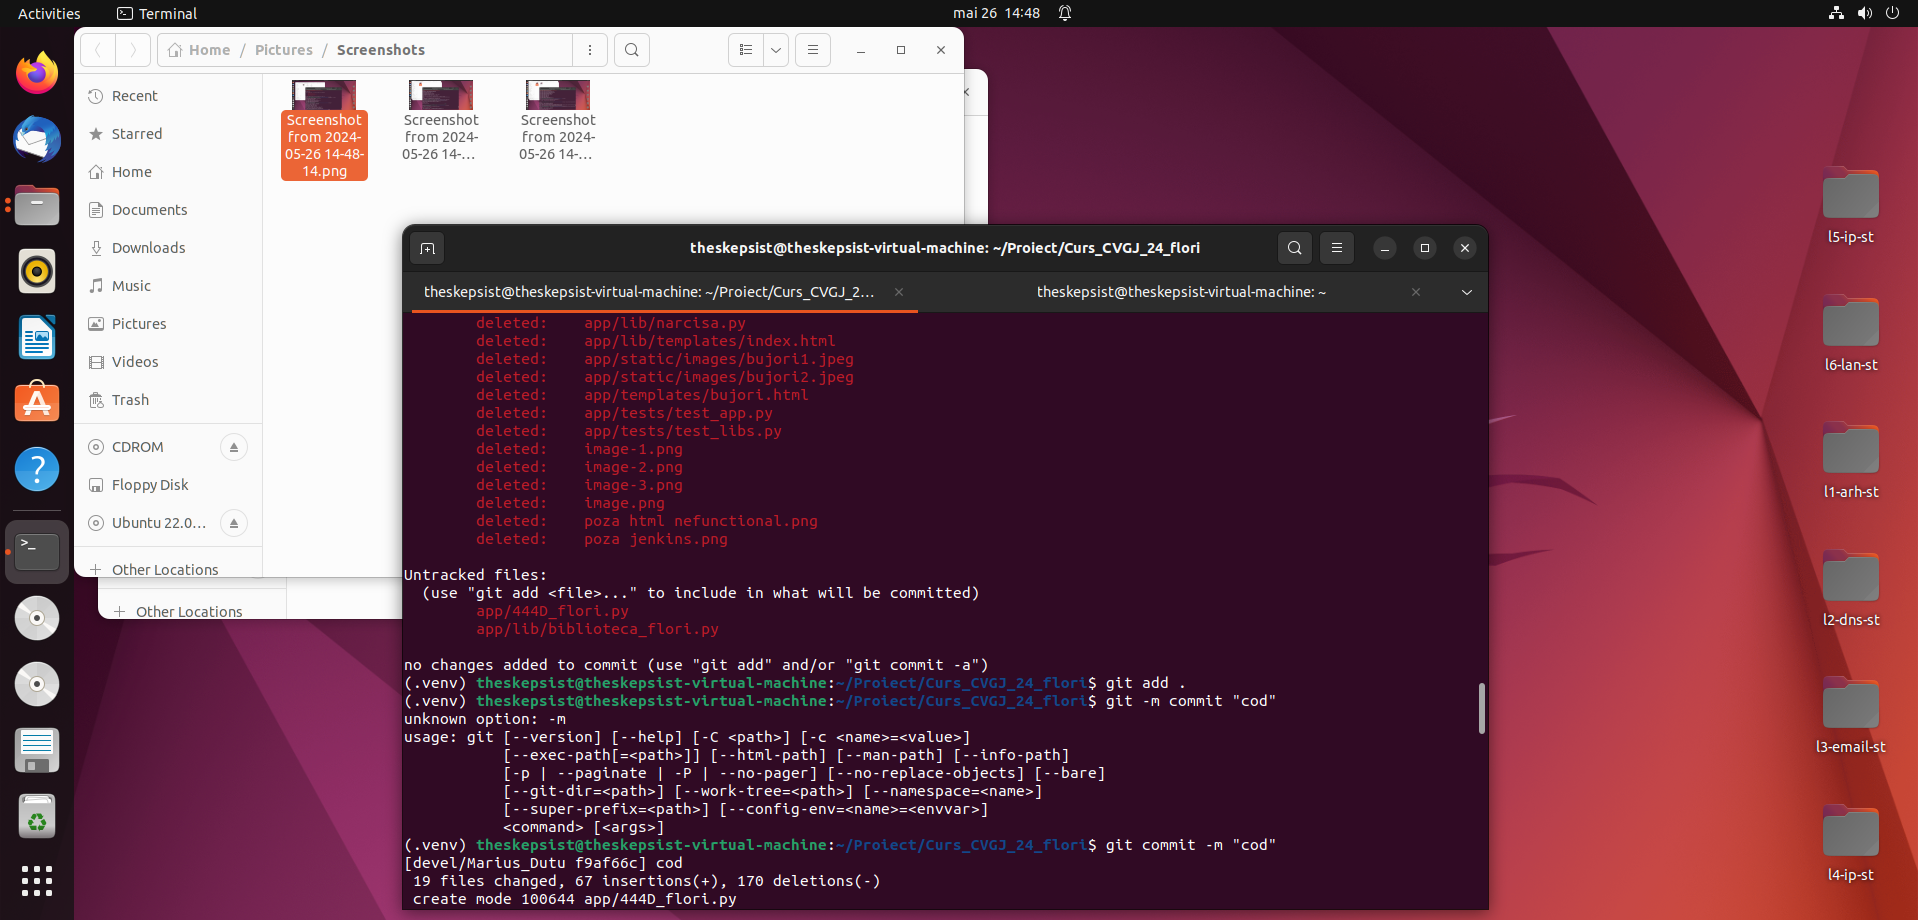 Activities
Terminal
mai 26 14:48
Home / Pictures / Screenshots
Recent
Starred
Home
Documents
Downloads
Music
Pictures
Videos
Trash
CDROM
Floppy Disk
Ubuntu 22.0…
+ Other Locations
+ Other Locations
Screenshot
from 2024-
05-26 14-48-
14.png
Screenshot
from 2024-
05-26 14-…
Screenshot
from 2024-
05-26 14-…
theskepsist@theskepsist-virtual-machine: ~/Proiect/Curs_CVGJ_24_flori
theskepsist@theskepsist-virtual-machine: ~/Proiect/Curs_CVGJ_2…
theskepsist@theskepsist-virtual-machine: ~
deleted: app/lib/narcisa.py
deleted: app/lib/templates/index.html
deleted: app/static/images/bujori1.jpeg
deleted: app/static/images/bujori2.jpeg
deleted: app/templates/bujori.html
deleted: app/tests/test_app.py
deleted: app/tests/test_libs.py
deleted: image-1.png
deleted: image-2.png
deleted: image-3.png
deleted: image.png
deleted: poza html nefunctional.png
deleted: poza jenkins.png
Untracked files:
(use "git add <file>..." to include in what will be committed)
app/444D_flori.py
app/lib/biblioteca_flori.py
no changes added to commit (use "git add" and/or "git commit -a")
(.venv) theskepsist@theskepsist-virtual-machine:~/Proiect/Curs_CVGJ_24_flori$ git add .
(.venv) theskepsist@theskepsist-virtual-machine:~/Proiect/Curs_CVGJ_24_flori$ git -m commit "cod"
unknown option: -m
usage: git [--version] [--help] [-C <path>] [-c <name>=<value>]
[--exec-path[=<path>]] [--html-path] [--man-path] [--info-path]
[-p | --paginate | -P | --no-pager] [--no-replace-objects] [--bare]
[--git-dir=<path>] [--work-tree=<path>] [--namespace=<name>]
[--super-prefix=<path>] [--config-env=<name>=<envvar>]
<command> [<args>]
(.venv) theskepsist@theskepsist-virtual-machine:~/Proiect/Curs_CVGJ_24_flori$ git commit -m "cod"
[devel/Marius_Dutu f9af66c] cod
19 files changed, 67 insertions(+), 170 deletions(-)
create mode 100644 app/444D_flori.py
l5-ip-st
l6-lan-st
l1-arh-st
l2-dns-st
l3-email-st
l4-ip-st